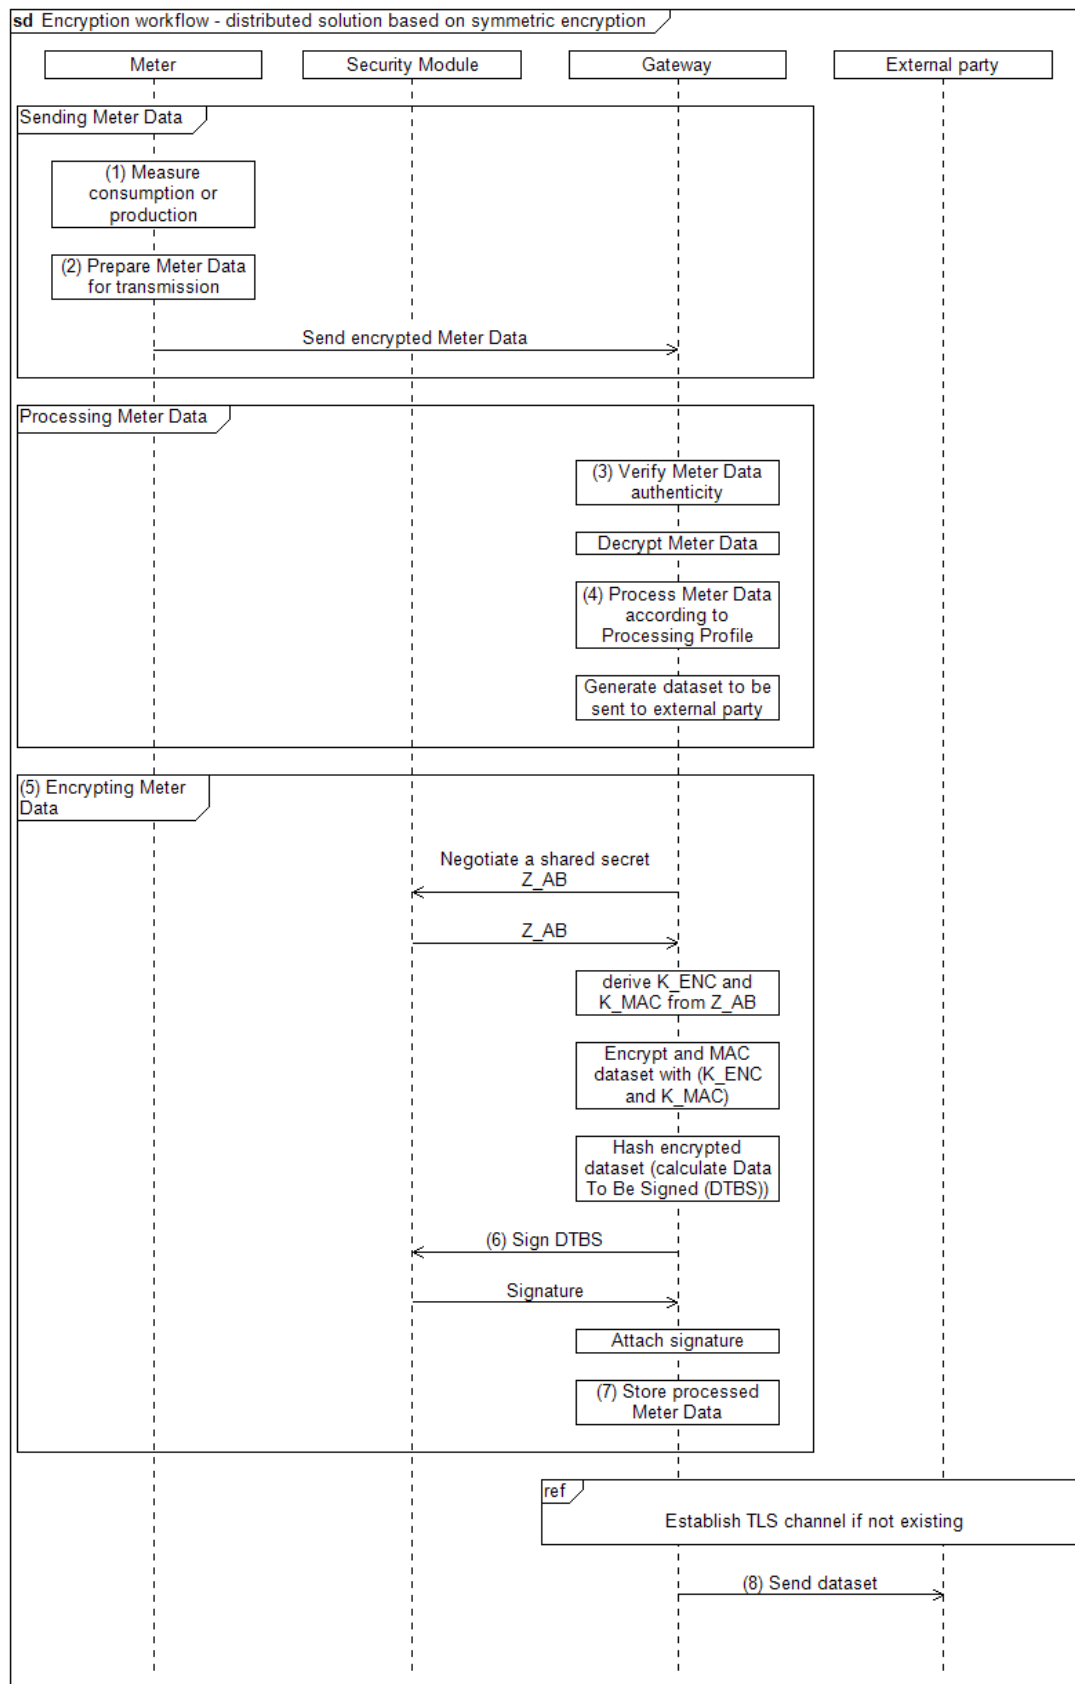 sd Encryption workflow - distributed solution based on symmetric encryption
Meter
Security Module
Gateway
External party
Sending Meter Data
(1) Measure
consumption or
production
(2) Prepare Meter Data
for transmission
Send encrypted Meter Data
Processing Meter Data
(3) Verify Meter Data
authenticity
Decrypt Meter Data
(4) Process Meter Data
according to
Processing Profile
Generate dataset to be
sent to external party
(5) Encrypting Meter
Data
Negotiate a shared secret
Z_AB
Z_AB
derive K_ENC and
K_MAC from Z_AB
Encrypt and MAC
dataset with (K_ENC
and K_MAC)
Hash encrypted
dataset (calculate Data
To Be Signed (DTBS))
(6) Sign DTBS
Signature
Attach signature
(7) Store processed
Meter Data
ref
Establish TLS channel if not existing
(8) Send dataset